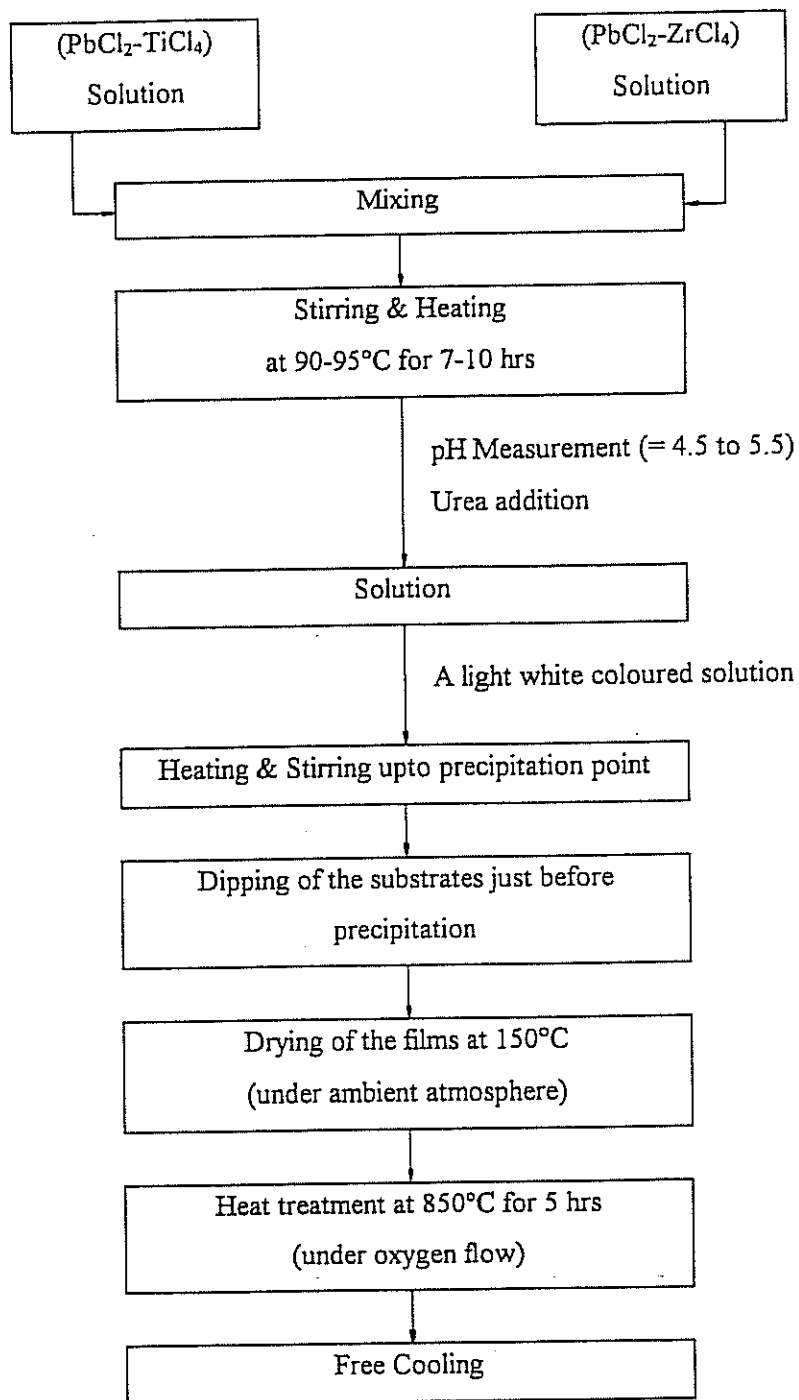 (PbCl₂-TiCl₄)
Solution
(PbCl₂-ZrCl₄)
Solution
Mixing
Stirring & Heating
at 90-95°C for 7-10 hrs
pH Measurement (= 4.5 to 5.5)
Urea addition
Solution
A light white coloured solution
Heating & Stirring upto precipitation point
Dipping of the substrates just before
precipitation
Drying of the films at 150°C
(under ambient atmosphere)
Heat treatment at 850°C for 5 hrs
(under oxygen flow)
Free Cooling